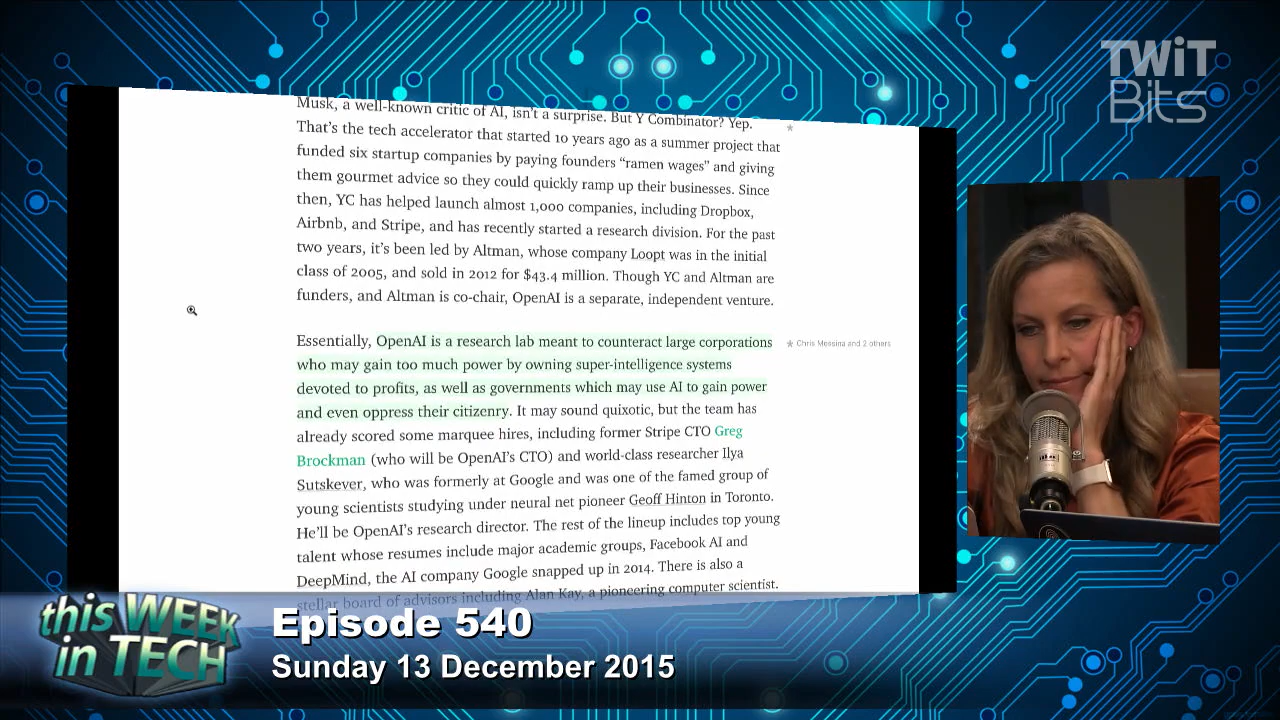 TWiT
Bits
Musk, a well-known critic of AI, isn't a surprise. But Y Combinator? Yep.
That's the tech accelerator that started 10 years ago as a summer project that
funded six startup companies by paying founders “ramen wages” and giving
them gourmet advice so they could quickly ramp up their businesses. Since
then, YC has helped launch almost 1,000 companies, including Dropbox,
Airbnb, and Stripe, and has recently started a research division. For the past
two years, it's been led by Altman, whose company Loopt was in the initial
class of 2005, and sold in 2012 for $43.4 million. Though YC and Altman are
funders, and Altman is co-chair, OpenAI is a separate, independent venture.
Essentially, OpenAI is a research lab meant to counteract large corporations
who may gain too much power by owning super-intelligence systems
devoted to profits, as well as governments which may use AI to gain power
and even oppress their citizenry. It may sound quixotic, but the team has
already scored some marquee hires, including former Stripe CTO Greg
Brockman (who will be OpenAI's CTO) and world-class researcher Ilya
Sutskever, who was formerly at Google and was one of the famed group of
young scientists studying under neural net pioneer Geoff Hinton in Toronto.
He'll be OpenAI's research director. The rest of the lineup includes top young
talent whose resumes include major academic groups, Facebook AI and
DeepMind, the AI company Google snapped up in 2014. There is also a
stellar board of advisors including Alan Kay, a pioneering computer scientist.
* Chris Messina and 2 others
this WEEK
in TECH
Episode 540
Sunday 13 December 2015